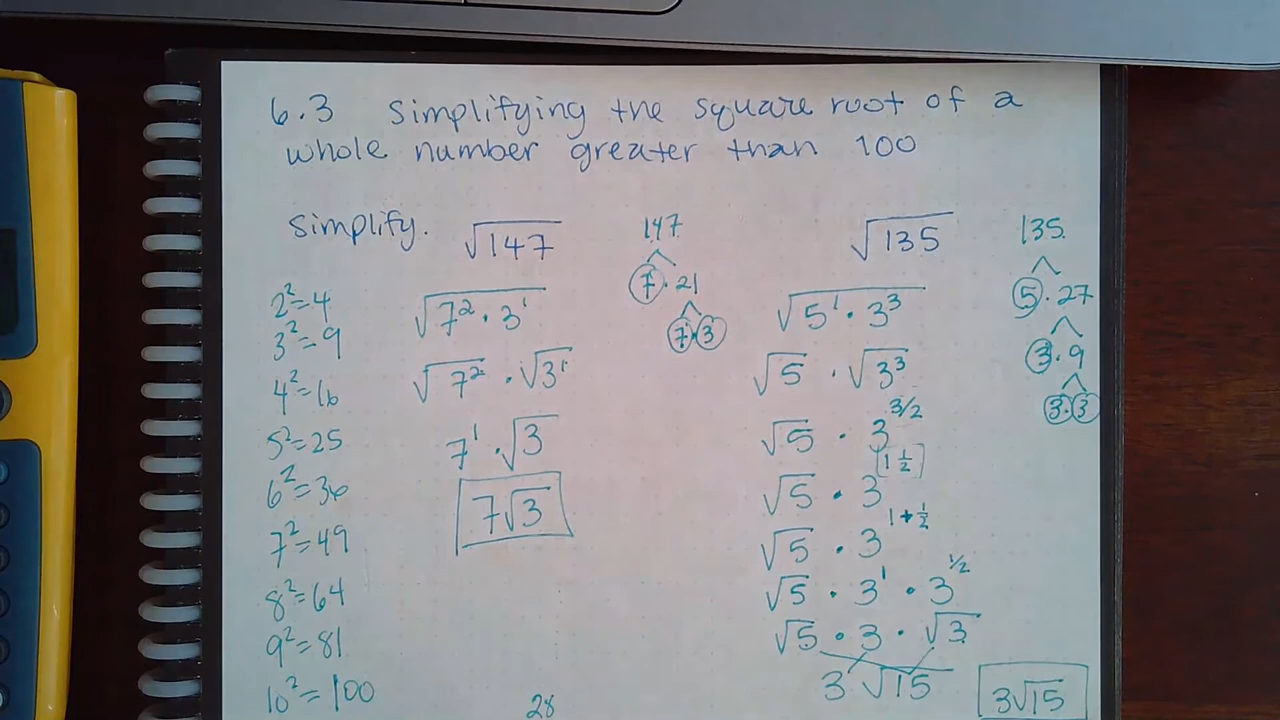 6.3 Simplifying the square root of a
whole number greater than 100
Simplify. √147
147
7 · 21
7 · 3
2²=4
3²=9
4²=16
5²=25
6²=36
7²=49
8²=64
9²=81
10²=100
√7² · 3¹
√7² · √3¹
7¹ · √3
7√3
28
√135
135
5 · 27
3 · 9
3 · 3
√5¹ · 3³
√5 · √3³
√5 · 3^3/2
√5 · 3^[1 1/2]
√5 · 3^1+1/2
√5 · 3¹ · 3^1/2
√5 · 3 · √3
3 √15
3√15